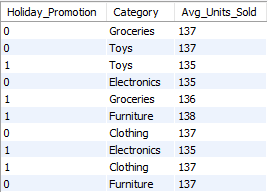 Holiday_Promotion Category Avg_Units_Sold
0 Groceries 137
0 Toys 137
1 Toys 135
0 Electronics 135
1 Groceries 136
1 Furniture 138
0 Clothing 137
1 Electronics 135
1 Clothing 137
0 Furniture 137